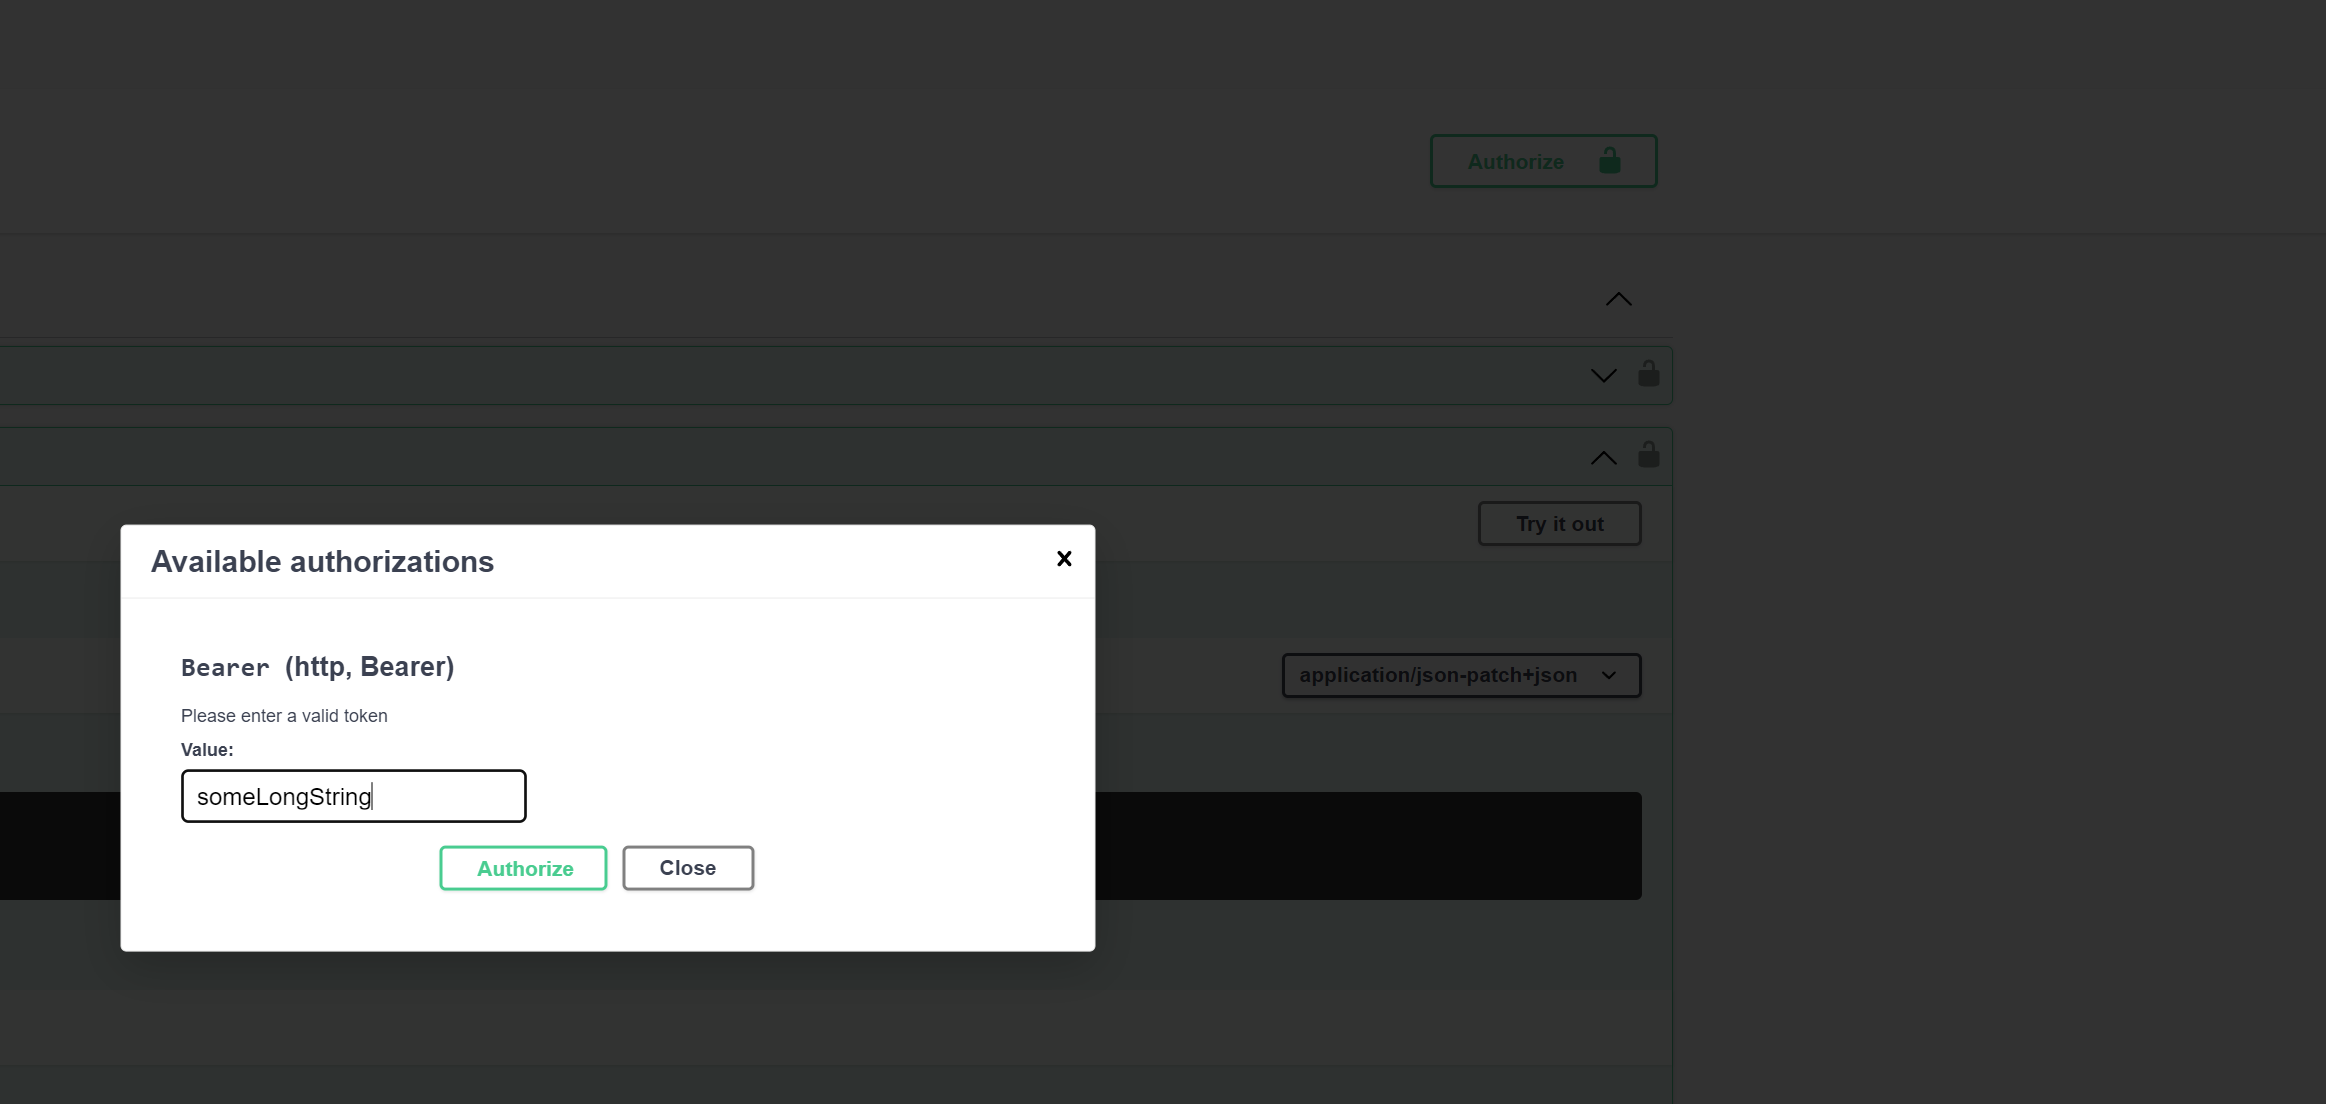 Authorize
Try it out
Available authorizations
Bearer (http, Bearer)
application/json-patch+json
Please enter a valid token
Value:
someLongString
Authorize
Close